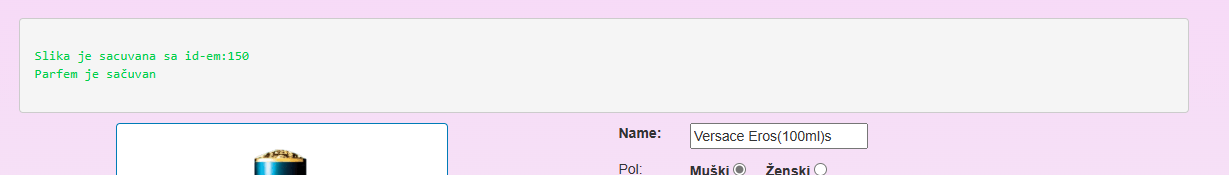 Slika je sacuvana sa id-em:150
Parfem je sačuvan
Name: Versace Eros(100ml)s
Pol: Muški Ženski